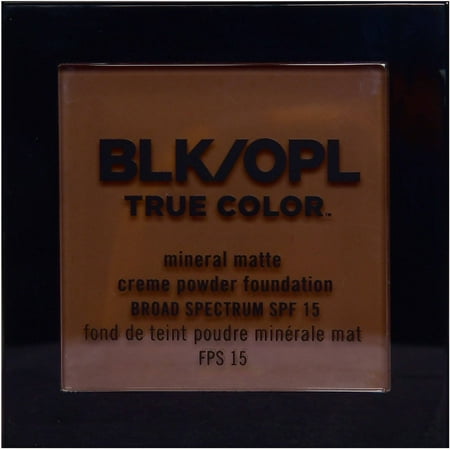 BLK/OPL
TRUE COLOR™
mineral matte
creme powder foundation
BROAD SPECTRUM SPF 15
fond de teint poudre minérale mat
FPS 15